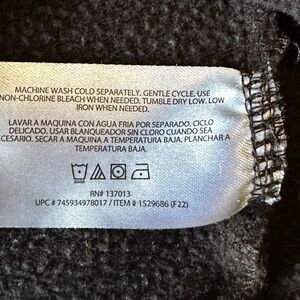 MACHINE WASH COLD SEPARATELY. GENTLE CYCLE. USE
NON-CHLORINE BLEACH WHEN NEEDED. TUMBLE DRY LOW. LOW
IRON WHEN NEEDED.
LAVAR A MAQUINA CON AGUA FRIA POR SEPARADO. CICLO
DELICADO. USAR BLANQUEADOR SIN CLORO CUANDO SEA
CESARIO. SECAR A MAQUINA A TEMPERATURA BAJA. PLANCHAR A
TEMPERATURA BAJA.
RN# 137013
UPC # 745934978017 / ITEM # 1529686 (F22)